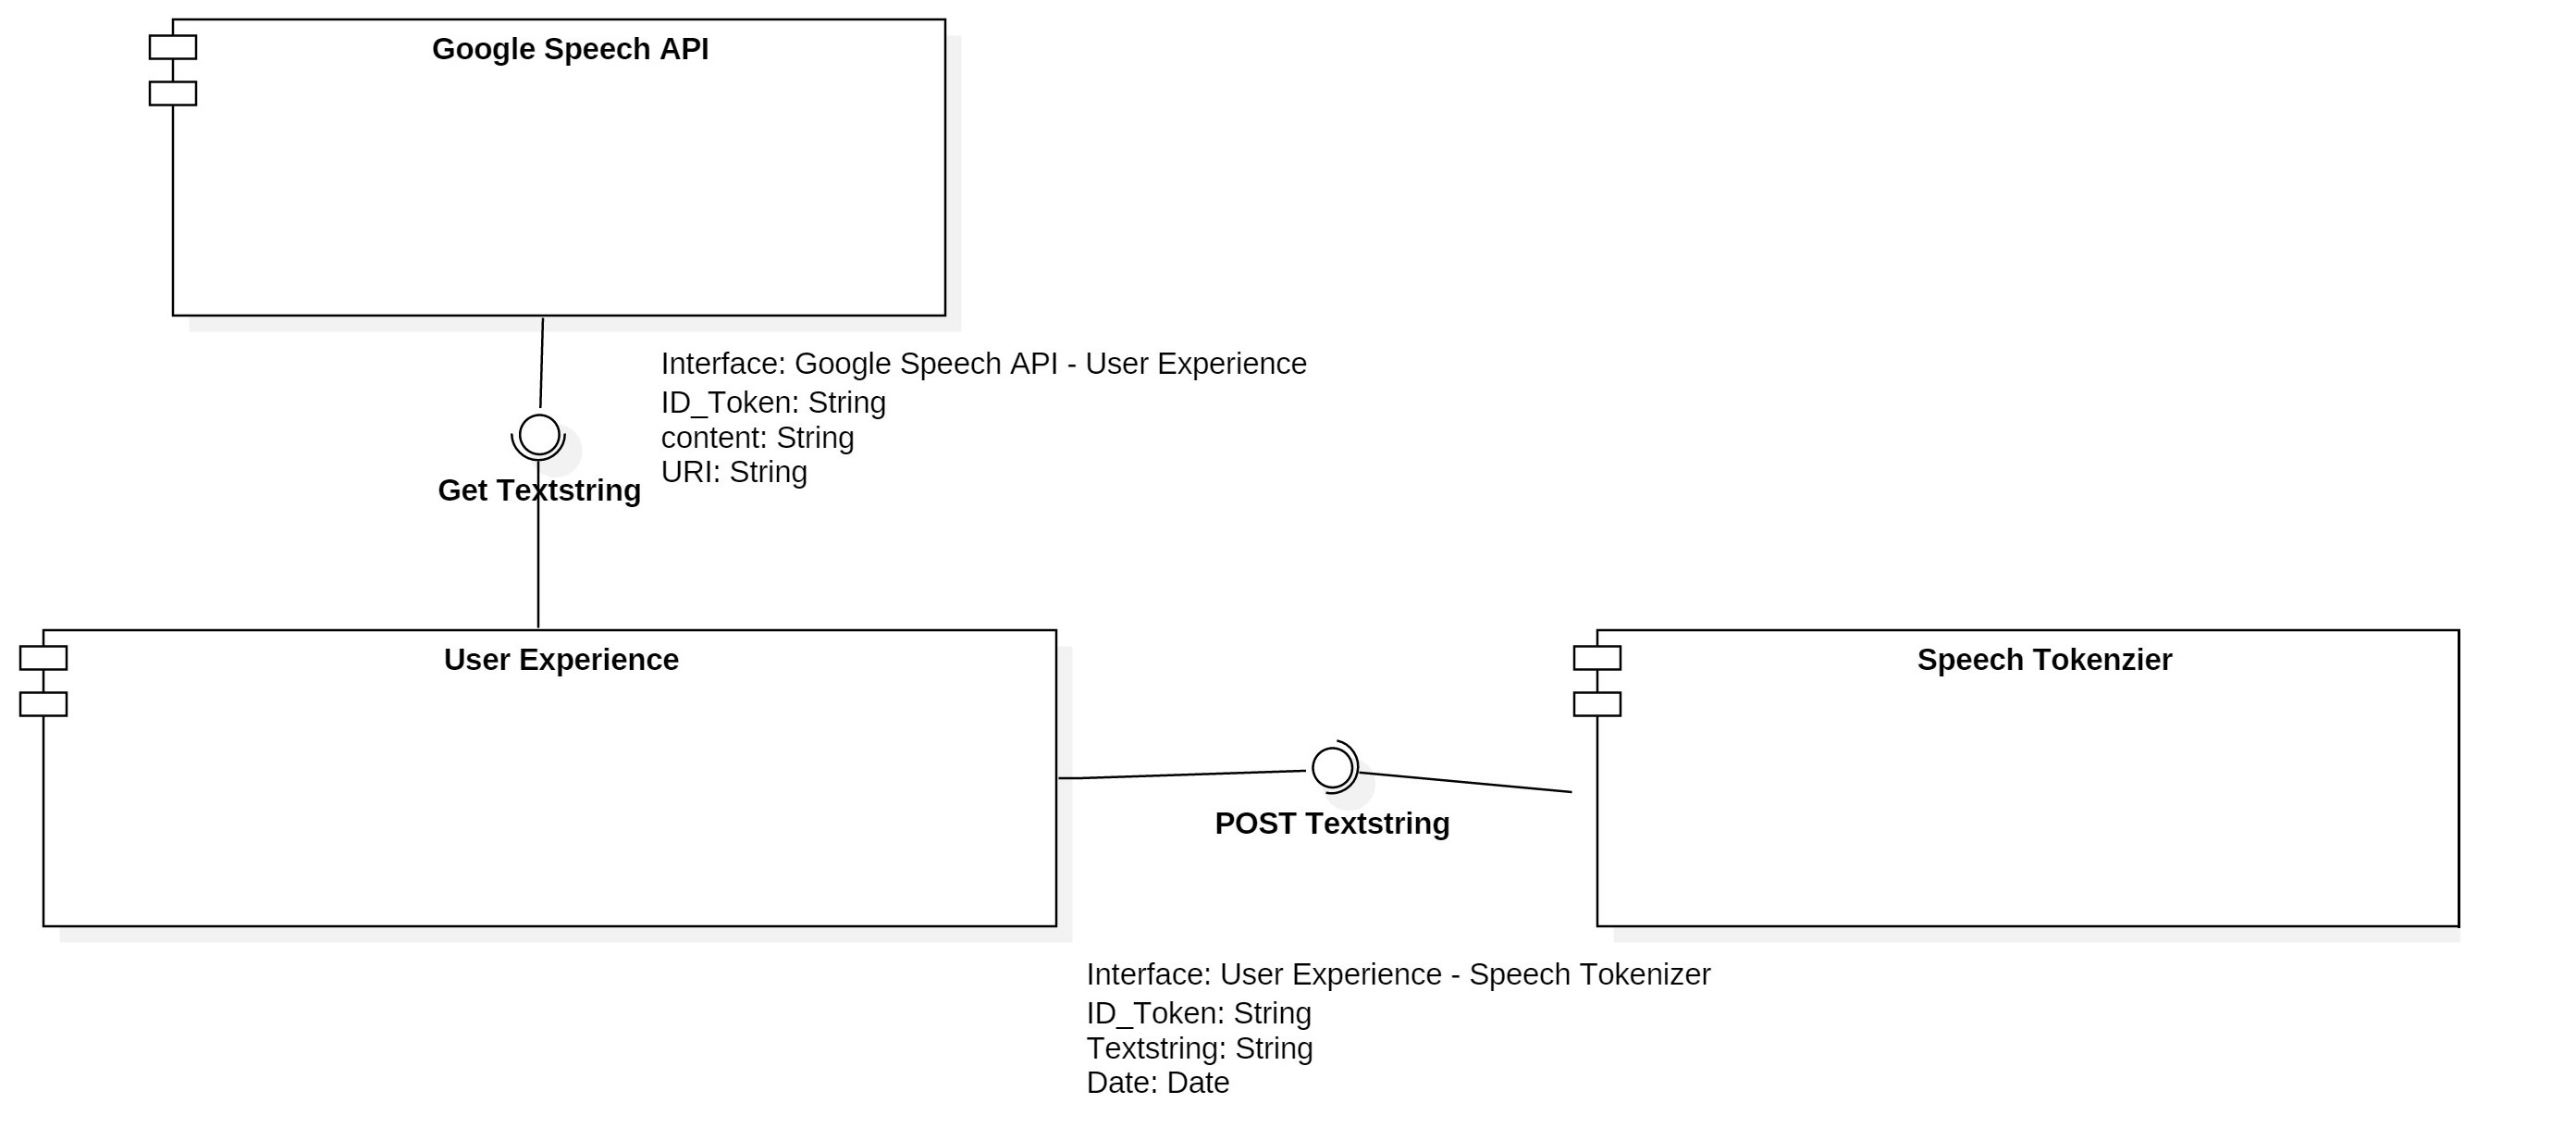 Google Speech API
Interface: Google Speech API - User Experience
ID_Token: String
content: String
URI: String
Get Textstring
User Experience
Speech Tokenzier
POST Textstring
Interface: User Experience - Speech Tokenizer
ID_Token: String
Textstring: String
Date: Date